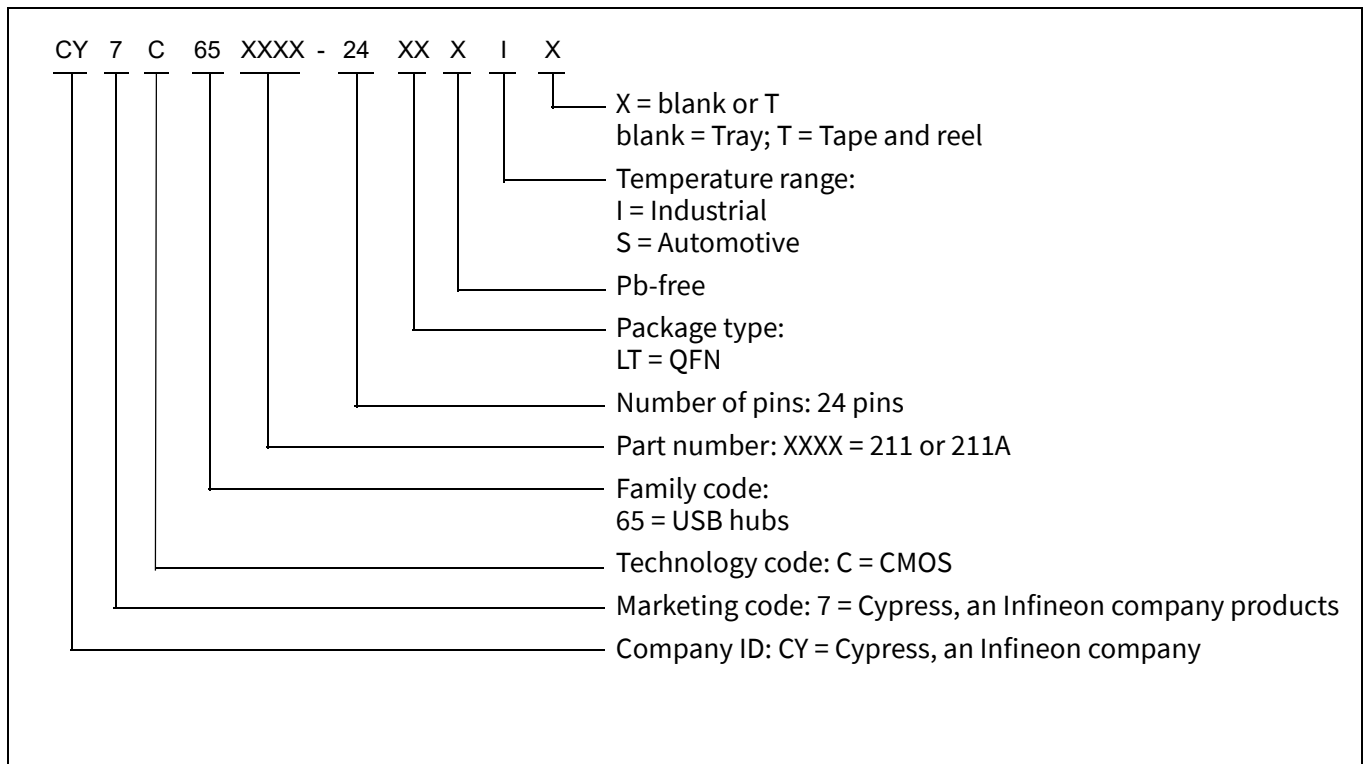 CY 7 C 65 XXXX - 24 XX X I X
X = blank or T
blank = Tray; T = Tape and reel
Temperature range:
I = Industrial
S = Automotive
Pb-free
Package type:
LT = QFN
Number of pins: 24 pins
Part number: XXXX = 211 or 211A
Family code:
65 = USB hubs
Technology code: C = CMOS
Marketing code: 7 = Cypress, an Infineon company products
Company ID: CY = Cypress, an Infineon company